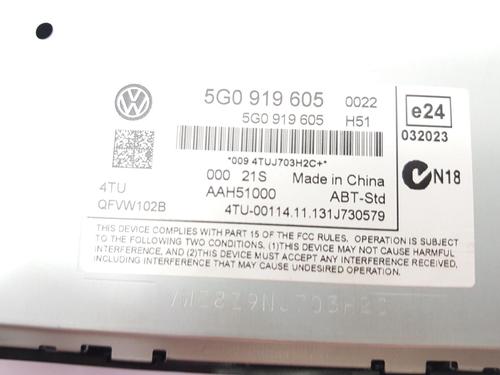 5G0 919 605 0022
5G0 919 605 H51
e24
032023
*009 4TUJ703H2C+*
000 21S Made in China
N18
4TU AAH51000 ABT-Std
QFVW102B 4TU-00114.11.131J730579
THIS DEVICE COMPLIES WITH PART 15 OF THE FCC RULES. OPERATION IS SUBJECT
TO THE FOLLOWING TWO CONDITIONS, (1)THIS DEVICE MAY NOT CAUSE HARMFUL
INTERFERENCE, AND (2)THIS DEVICE MUST ACCEPT ANY INTERFERENCE RECEIVED,
INCLUDING INTERFERENCE THAT MAY CAUSE UNDESIRED OPERATION.